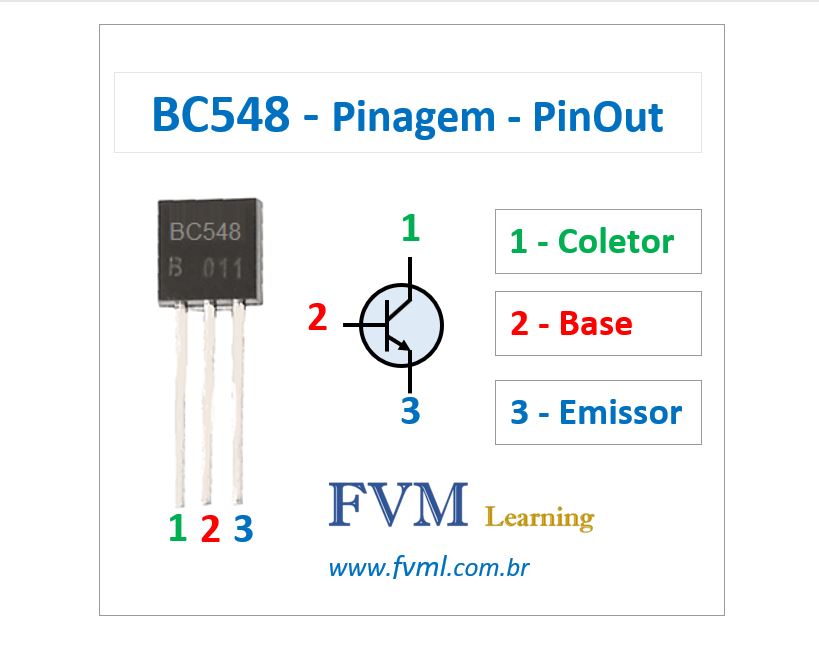 BC548 - Pinagem - PinOut
BC548
B 011
1
2
3
1 - Coletor
2 - Base
3 - Emissor
1 2 3
FVM Learning
www.fvml.com.br